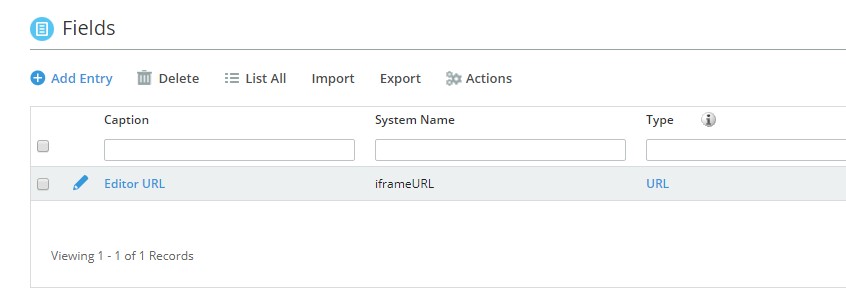 Fields
Add Entry Delete List All Import Export Actions
Caption System Name Type i
Editor URL iframeURL URL
Viewing 1 - 1 of 1 Records